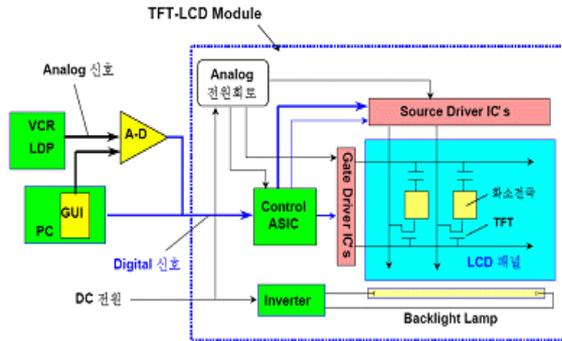 TFT-LCD Module
Analog 신호
Analog
전원회로
Source Driver IC's
VCR
LDP
A-D
Gate Driver IC's
GUI
PC
Control
ASIC
화소전극
TFT
Digital 신호
LCD 패널
DC 전원
Inverter
Backlight Lamp